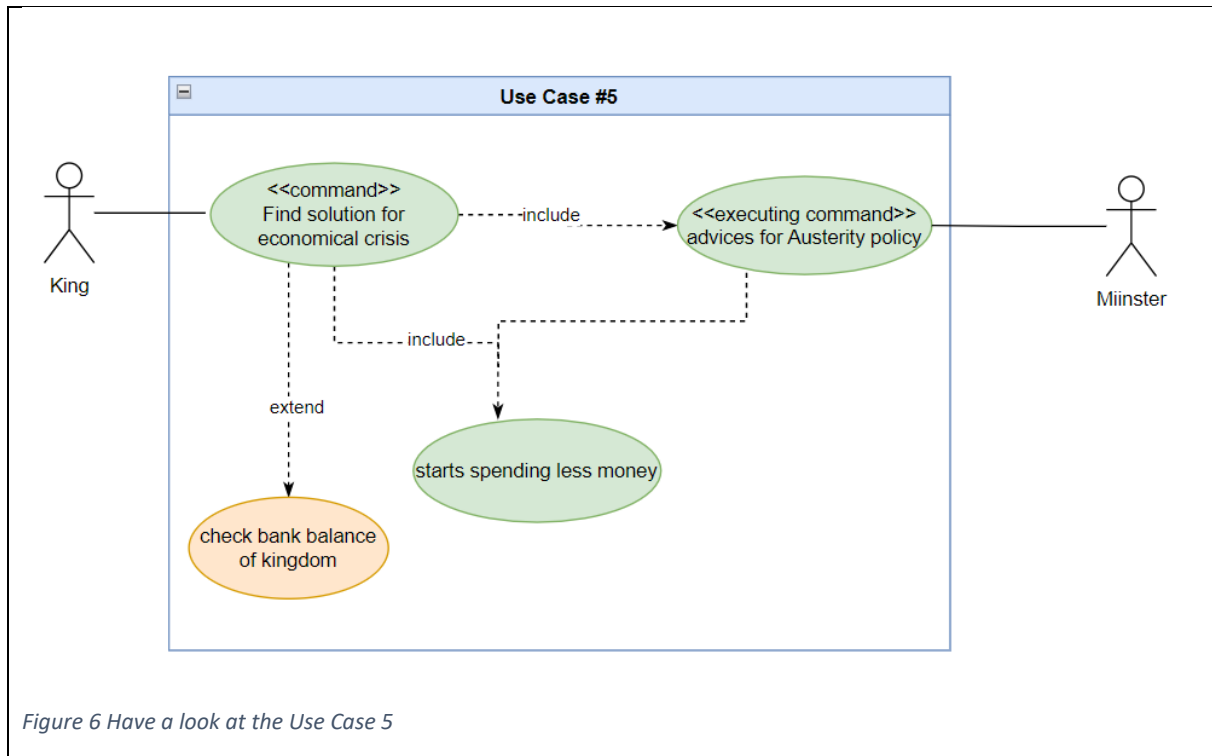 Use Case #5
<<command>>
Find solution for
economical crisis
include
<<executing command>>
advices for Austerity policy
King
Miinster
include
extend
starts spending less money
check bank balance
of kingdom
Figure 6 Have a look at the Use Case 5